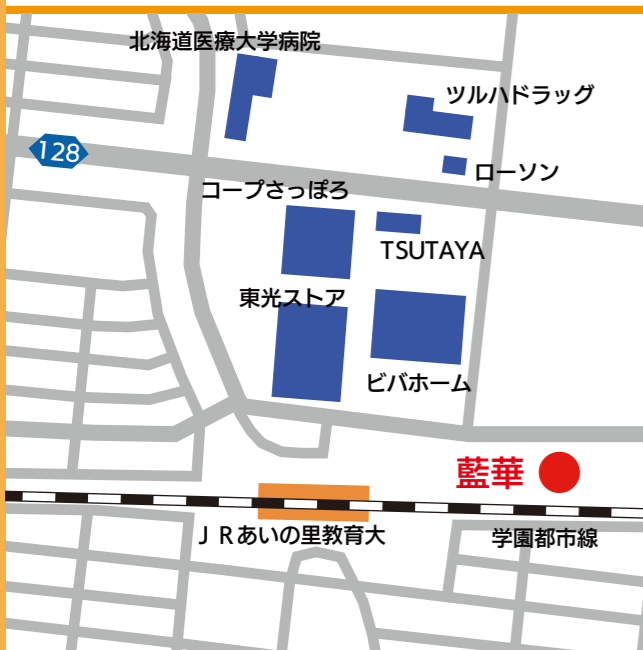 北海道医療大学病院
ツルハドラッグ
128
ローソン
コープさっぽろ
TSUTAYA
東光ストア
ビバホーム
藍華
ＪＲあいの里教育大
学園都市線